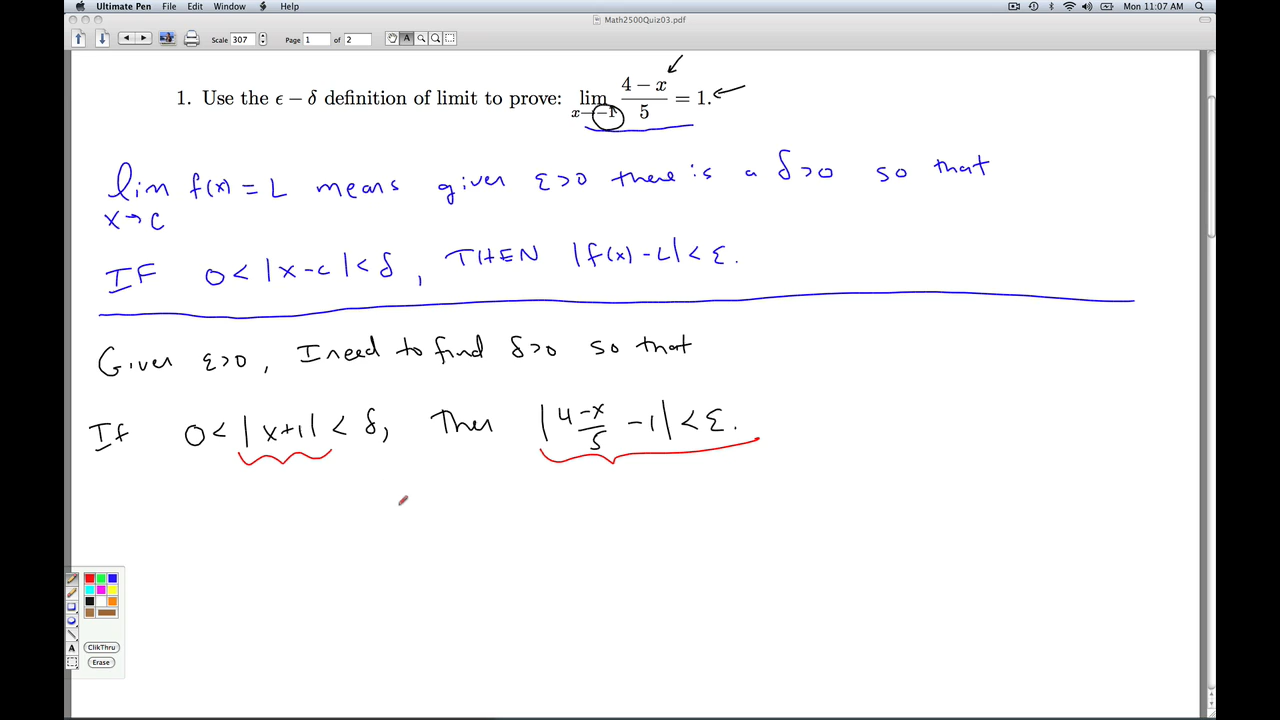 Ultimate Pen File Edit Window Help Mon 11:07 AM
Math2500Quiz03.pdf
Scale 307 Page 1 of 2 A
1. Use the ϵ − δ definition of limit to prove: lim x→−1 (4 − x)/5 = 1.
lim x→c f(x) = L means given ε>0 there is a δ>0 so that
IF 0 < |x-c| < δ, THEN |f(x) - L| < ε.
Given ε>0, I need to find δ>0 so that
If 0 < |x+1| < δ, Then |(4-x)/5 - 1| < ε.
A ClikThru
Erase